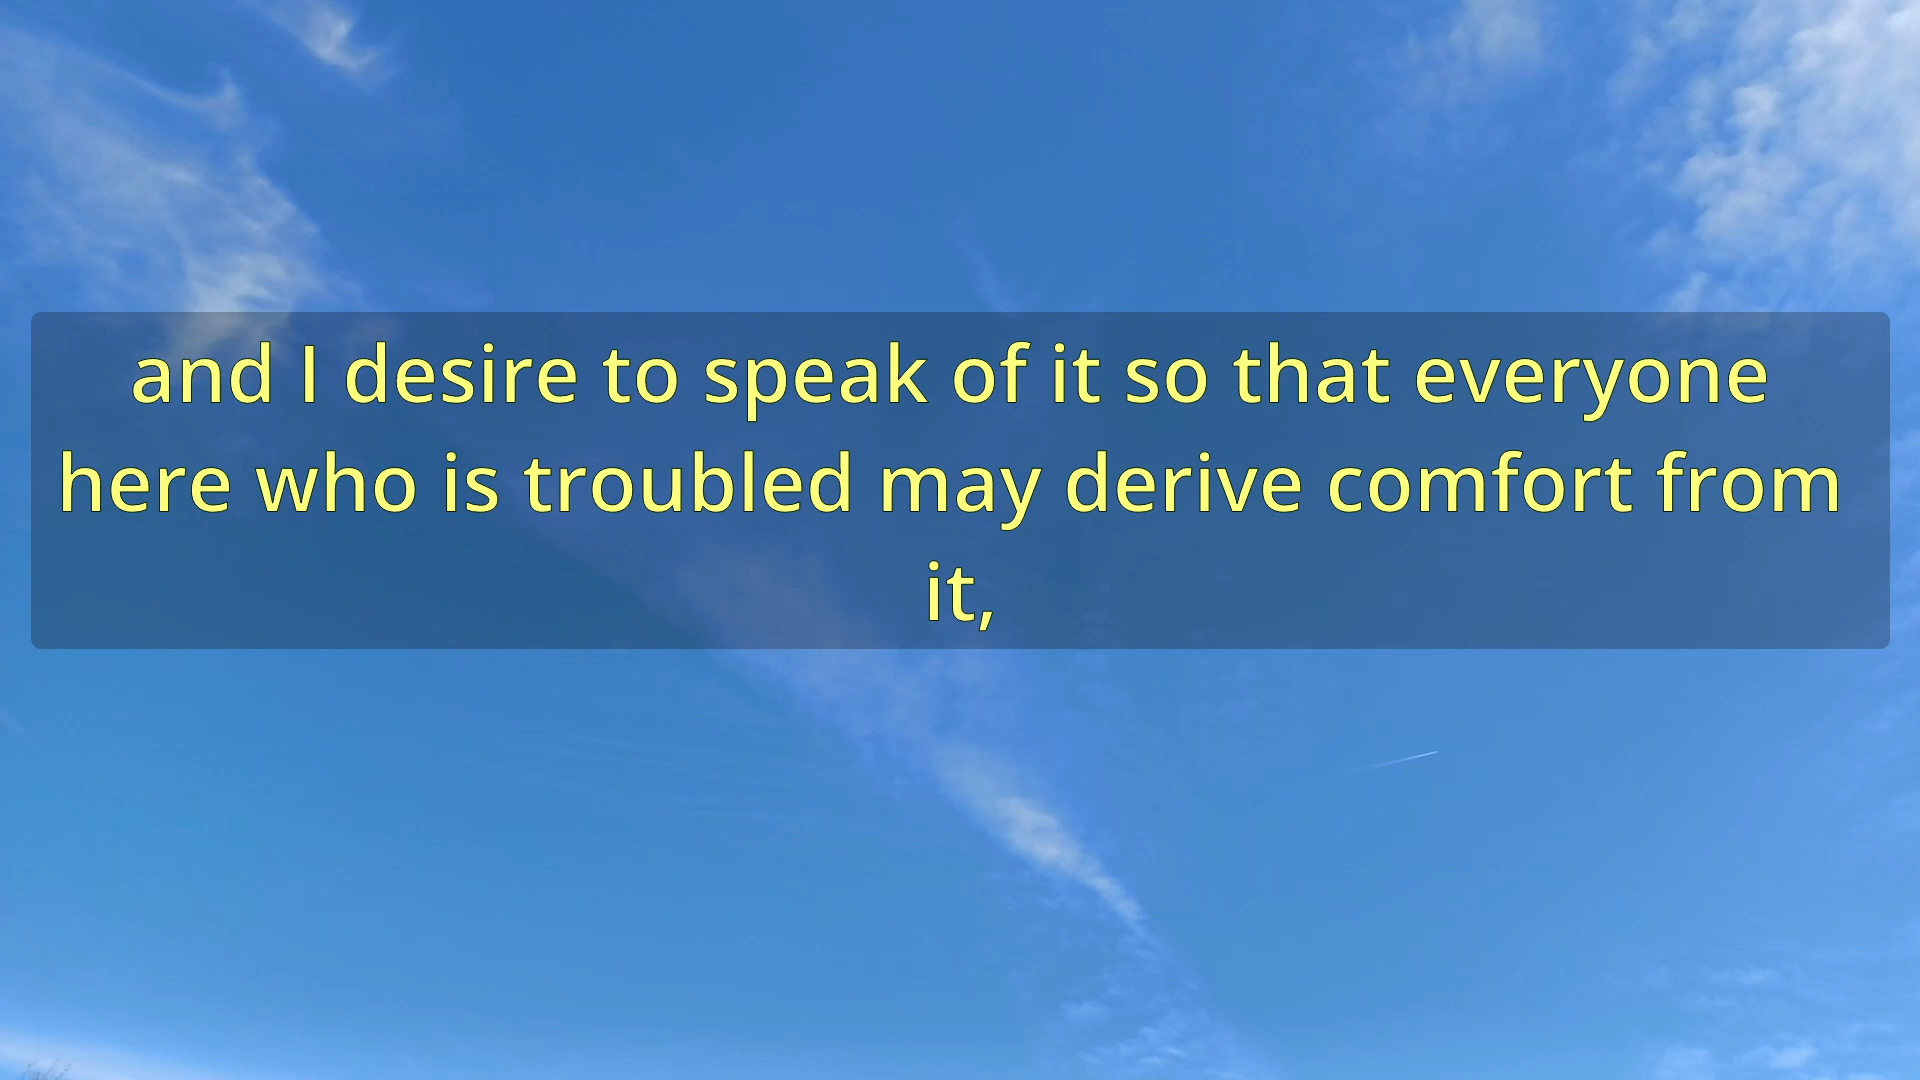 and I desire to speak of it so that everyone
here who is troubled may derive comfort from
it,